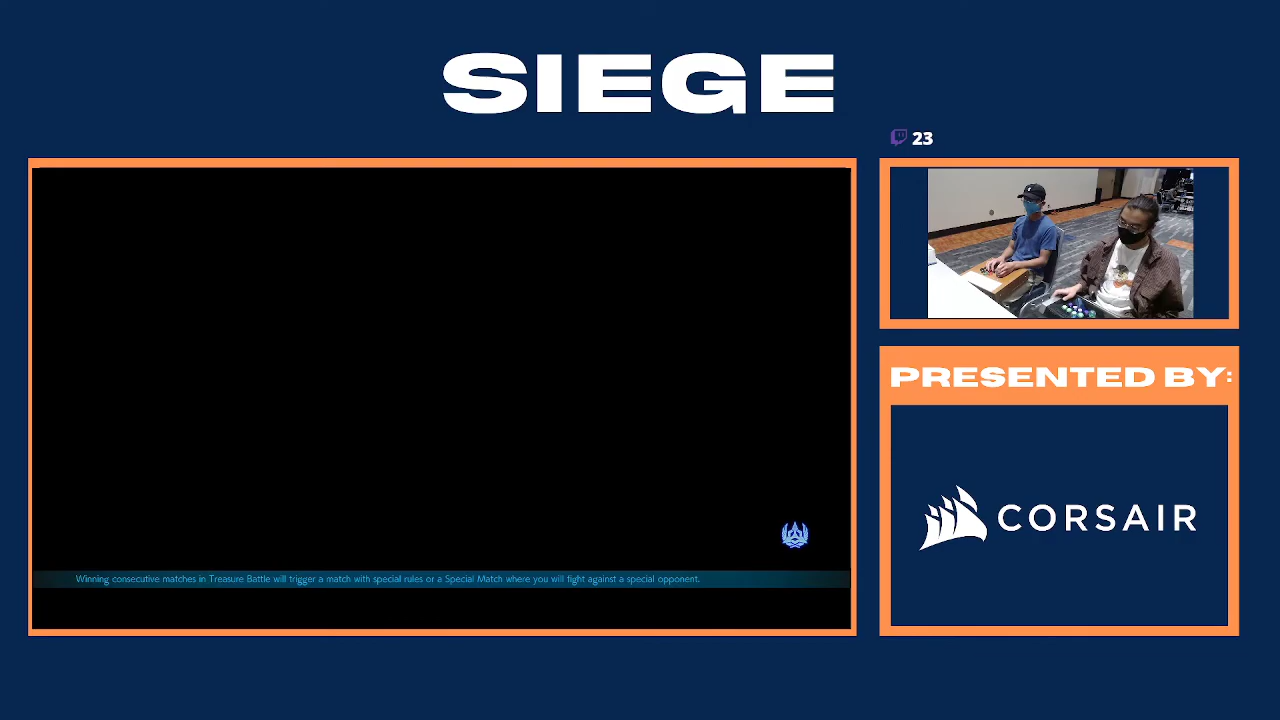 SIEGE
23
Winning consecutive matches in Treasure Battle will trigger a match with special rules or a Special Match where you will fight against a special opponent.
PRESENTED BY:
CORSAIR